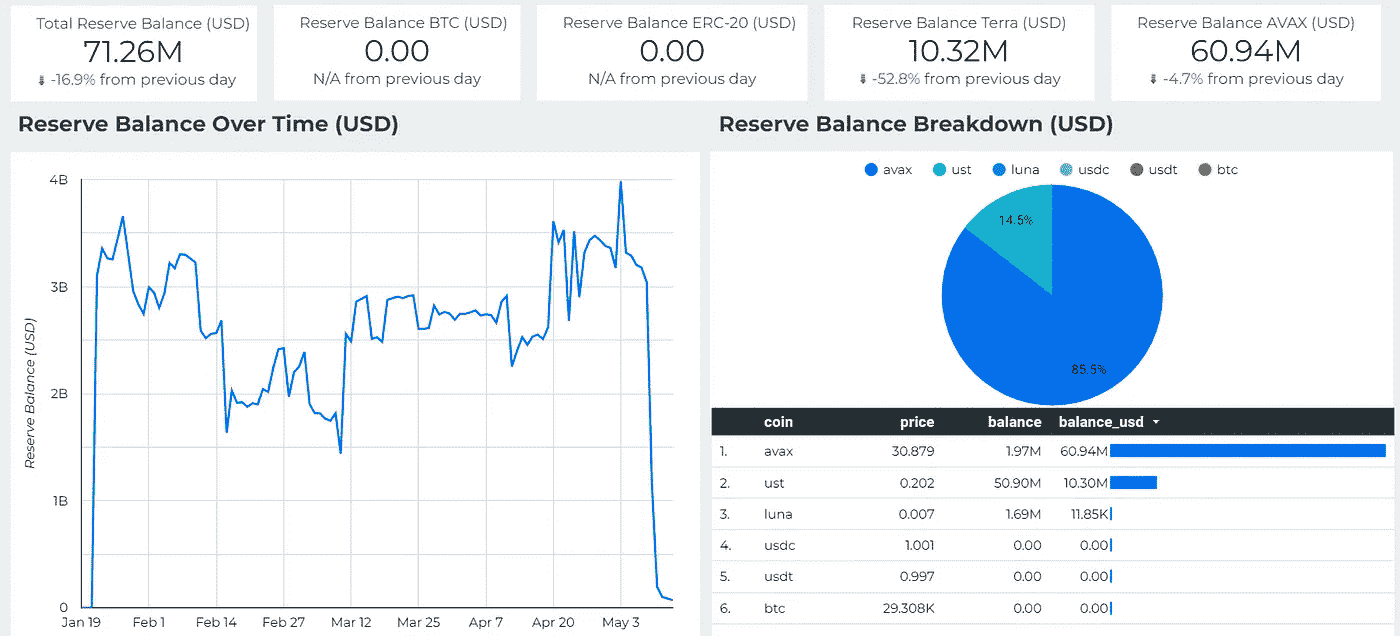 Total Reserve Balance (USD)
71.26M
⬇ -16.9% from previous day
Reserve Balance BTC (USD)
0.00
N/A from previous day
Reserve Balance ERC-20 (USD)
0.00
N/A from previous day
Reserve Balance Terra (USD)
10.32M
⬇ -52.8% from previous day
Reserve Balance AVAX (USD)
60.94M
⬇ -4.7% from previous day
Reserve Balance Over Time (USD)
Reserve Balance (USD)
4B
3B
2B
1B
0
Jan 19 Feb 1 Feb 14 Feb 27 Mar 12 Mar 25 Apr 7 Apr 20 May 3
Reserve Balance Breakdown (USD)
avax ust luna usdc usdt btc
14.5%
85.5%
coin price balance balance_usd
1. avax 30.879 1.97M 60.94M
2. ust 0.202 50.90M 10.30M
3. luna 0.007 1.69M 11.85K
4. usdc 1.001 0.00 0.00
5. usdt 0.997 0.00 0.00
6. btc 29.308K 0.00 0.00